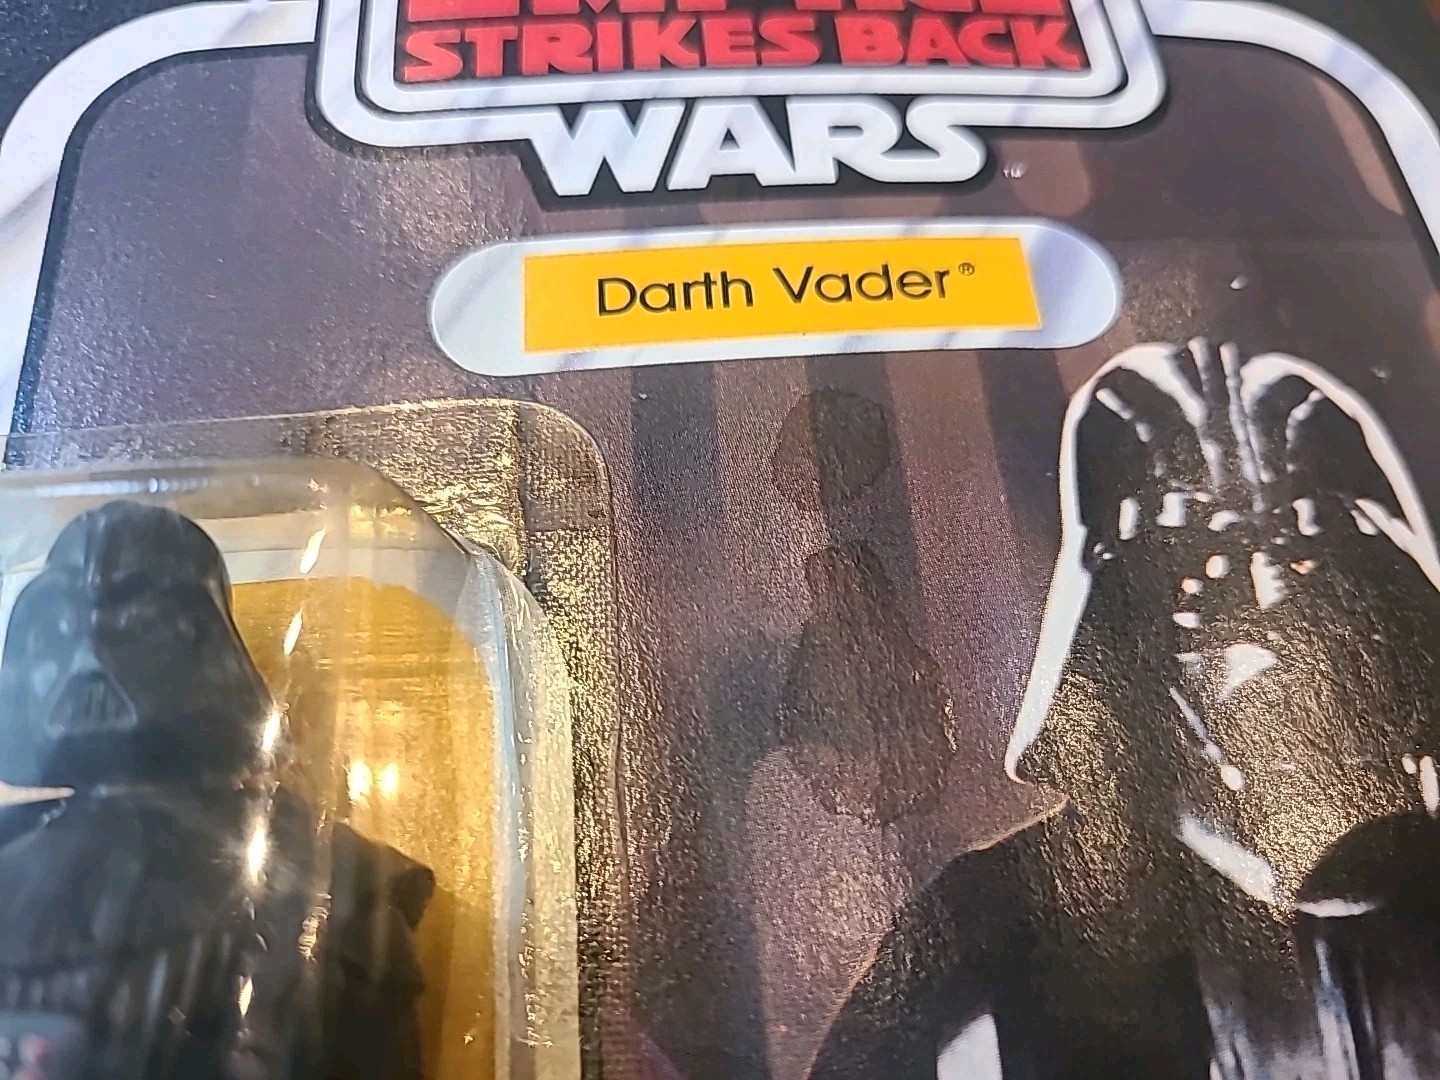 STRIKES BACK
WARS
Darth Vader®